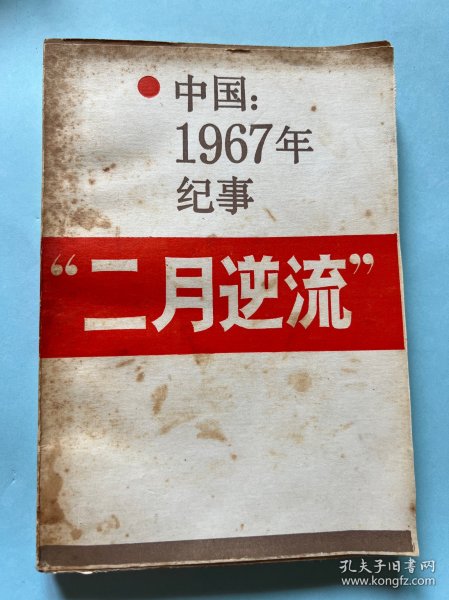 中国：
1967年
纪事
“二月逆流”
孔夫子旧书网
www.kongfz.com